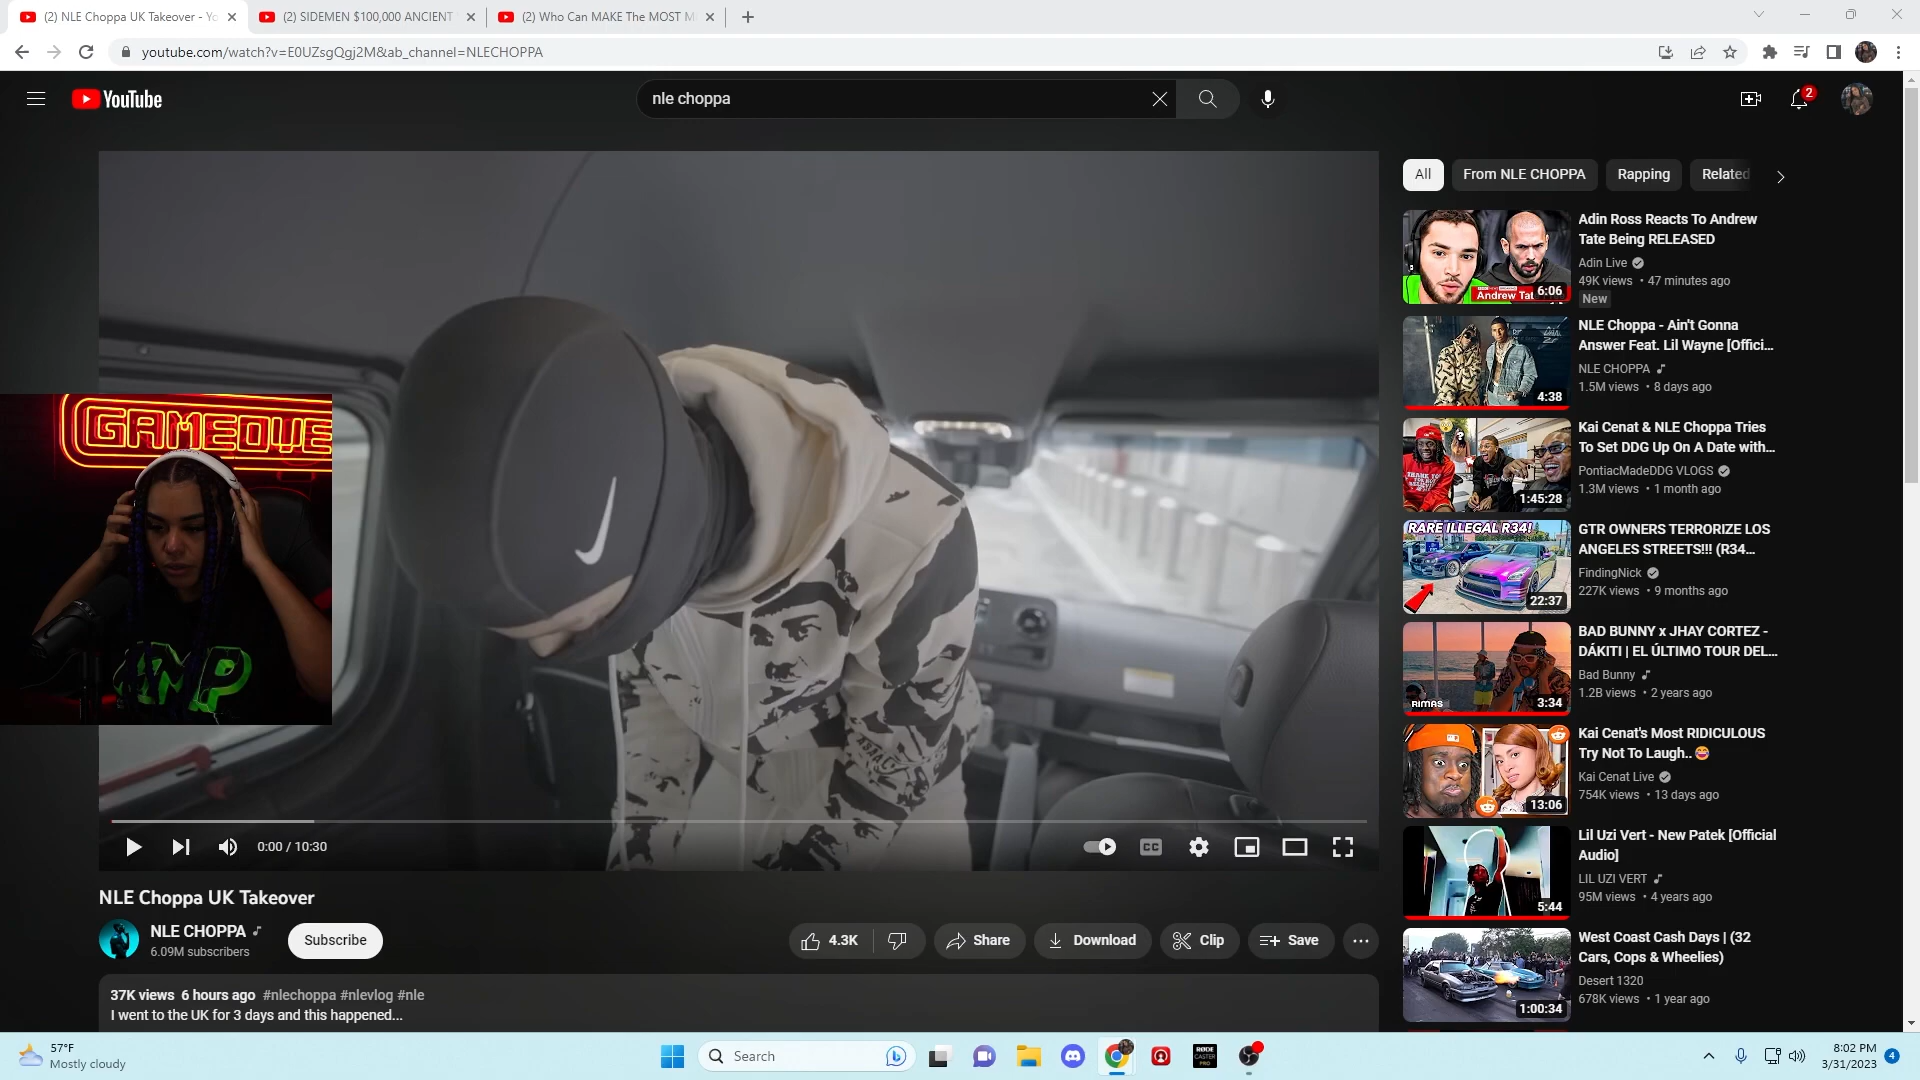 (2) NLE Choppa UK Takeover - Yo
(2) SIDEMEN $100,000 ANCIENT
(2) Who Can MAKE The MOST M
youtube.com/watch?v=E0UZsgQgj2M&ab_channel=NLECHOPPA
YouTube
nle choppa
2
All
From NLE CHOPPA
Rapping
Related
Adin Ross Reacts To Andrew
Tate Being RELEASED
Adin Live
49K views • 47 minutes ago
New
Andrew Tat
6:06
NLE Choppa - Ain't Gonna
Answer Feat. Lil Wayne [Offici...
NLE CHOPPA
1.5M views • 8 days ago
4:38
Kai Cenat & NLE Choppa Tries
To Set DDG Up On A Date with...
PontiacMadeDDG VLOGS
1.3M views • 1 month ago
1:45:28
RARE ILLEGAL R34!
GTR OWNERS TERRORIZE LOS
ANGELES STREETS!!! (R34...
FindingNick
227K views • 9 months ago
22:37
BAD BUNNY x JHAY CORTEZ -
DÁKITI | EL ÚLTIMO TOUR DEL...
Bad Bunny
1.2B views • 2 years ago
RIMAS
3:34
Kai Cenat's Most RIDICULOUS
Try Not To Laugh..
Kai Cenat Live
754K views • 13 days ago
13:06
Lil Uzi Vert - New Patek [Official
Audio]
LIL UZI VERT
95M views • 4 years ago
5:44
West Coast Cash Days | (32
Cars, Cops & Wheelies)
Desert 1320
678K views • 1 year ago
1:00:34
GAMEOVE
AMP
0:00 / 10:30
CC
NLE Choppa UK Takeover
NLE CHOPPA
6.09M subscribers
Subscribe
4.3K
Share
Download
Clip
Save
37K views 6 hours ago #nlechoppa #nlevlog #nle
I went to the UK for 3 days and this happened...
57°F
Mostly cloudy
Search
RØDE
CASTER
PRO
8:02 PM
3/31/2023
4